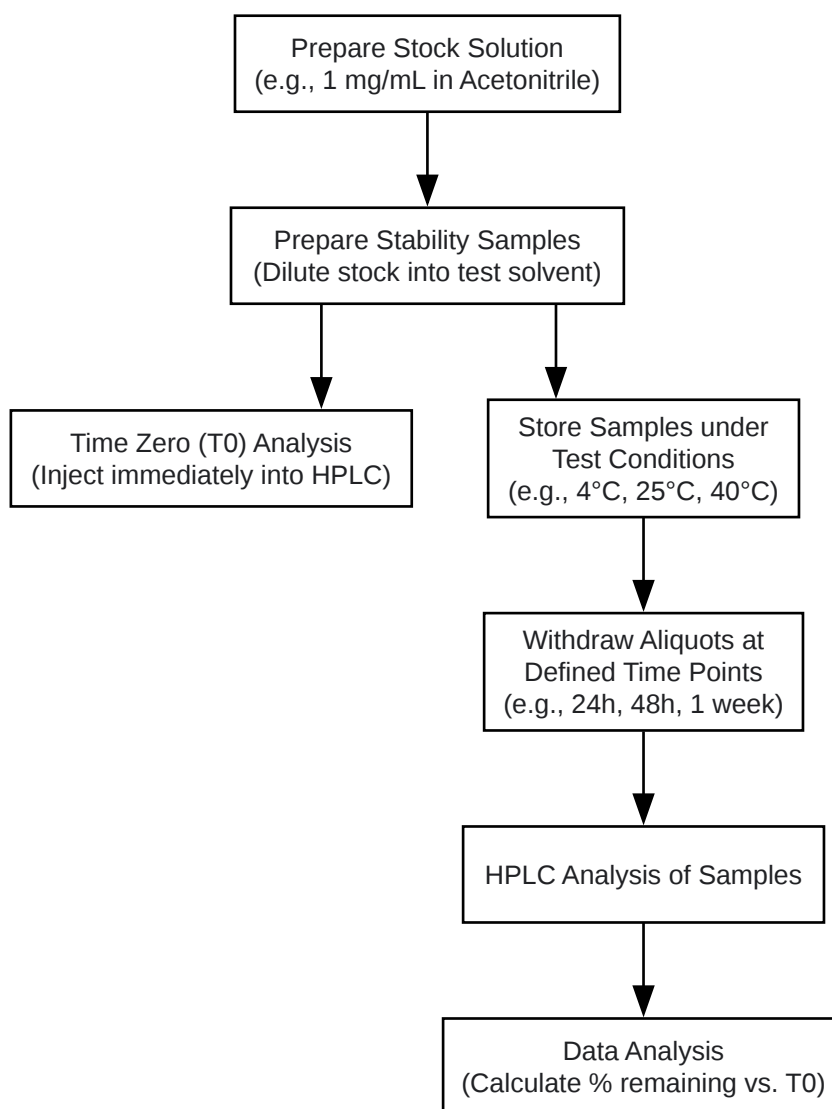 Prepare Stock Solution
(e.g., 1 mg/mL in Acetonitrile)
Prepare Stability Samples
(Dilute stock into test solvent)
Time Zero (T0) Analysis
(Inject immediately into HPLC)
Store Samples under
Test Conditions
(e.g., 4°C, 25°C, 40°C)
Withdraw Aliquots at
Defined Time Points
(e.g., 24h, 48h, 1 week)
HPLC Analysis of Samples
Data Analysis
(Calculate % remaining vs. T0)